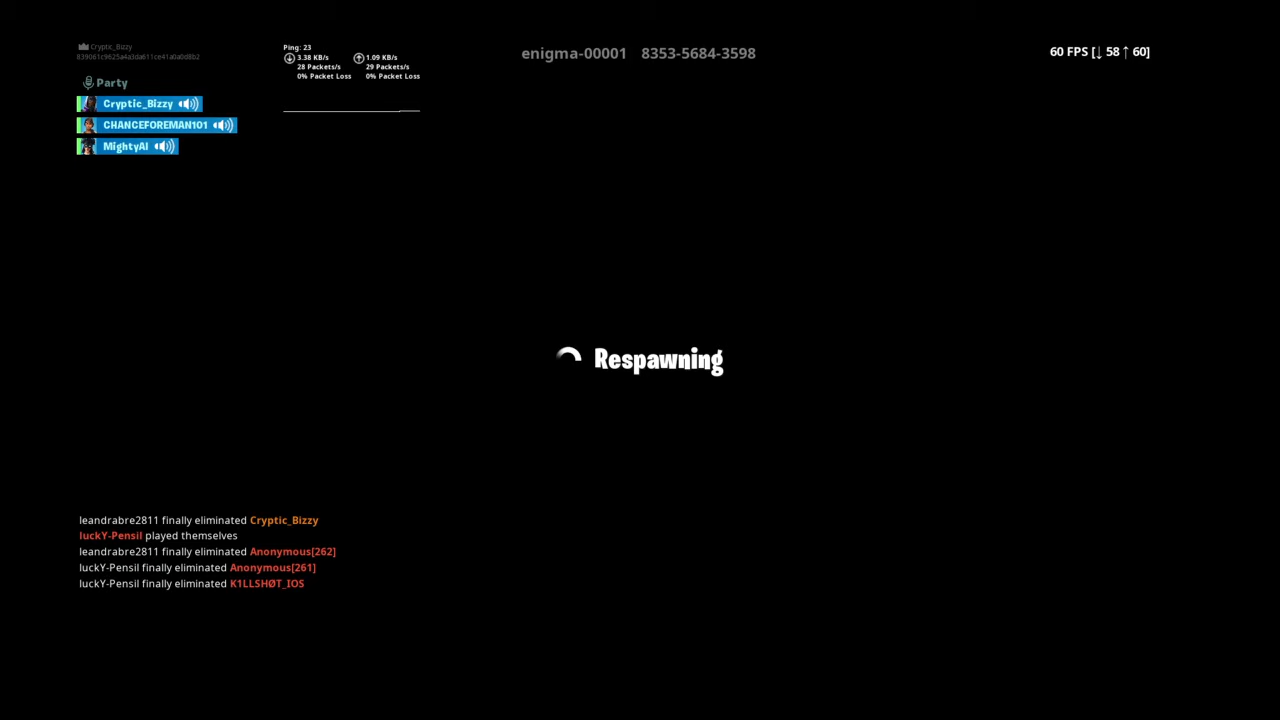 Cryptic_Bizzy
Party
Cryptic_Bizzy
CHANCEFOREMAN101
MightyAI
Ping: 23
3.38 KB/s 1.09 KB/s
28 Packets/s 29 Packets/s
0% Packet Loss 0% Packet Loss
enigma-00001 8353-5684-3598
60 FPS [↓ 58 ↑ 60]
Respawning
leandrabre2811 finally eliminated Cryptic_Bizzy
luckY-Pensil played themselves
leandrabre2811 finally eliminated Anonymous[262]
luckY-Pensil finally eliminated Anonymous[261]
luckY-Pensil finally eliminated K1LLSHØT_IOS